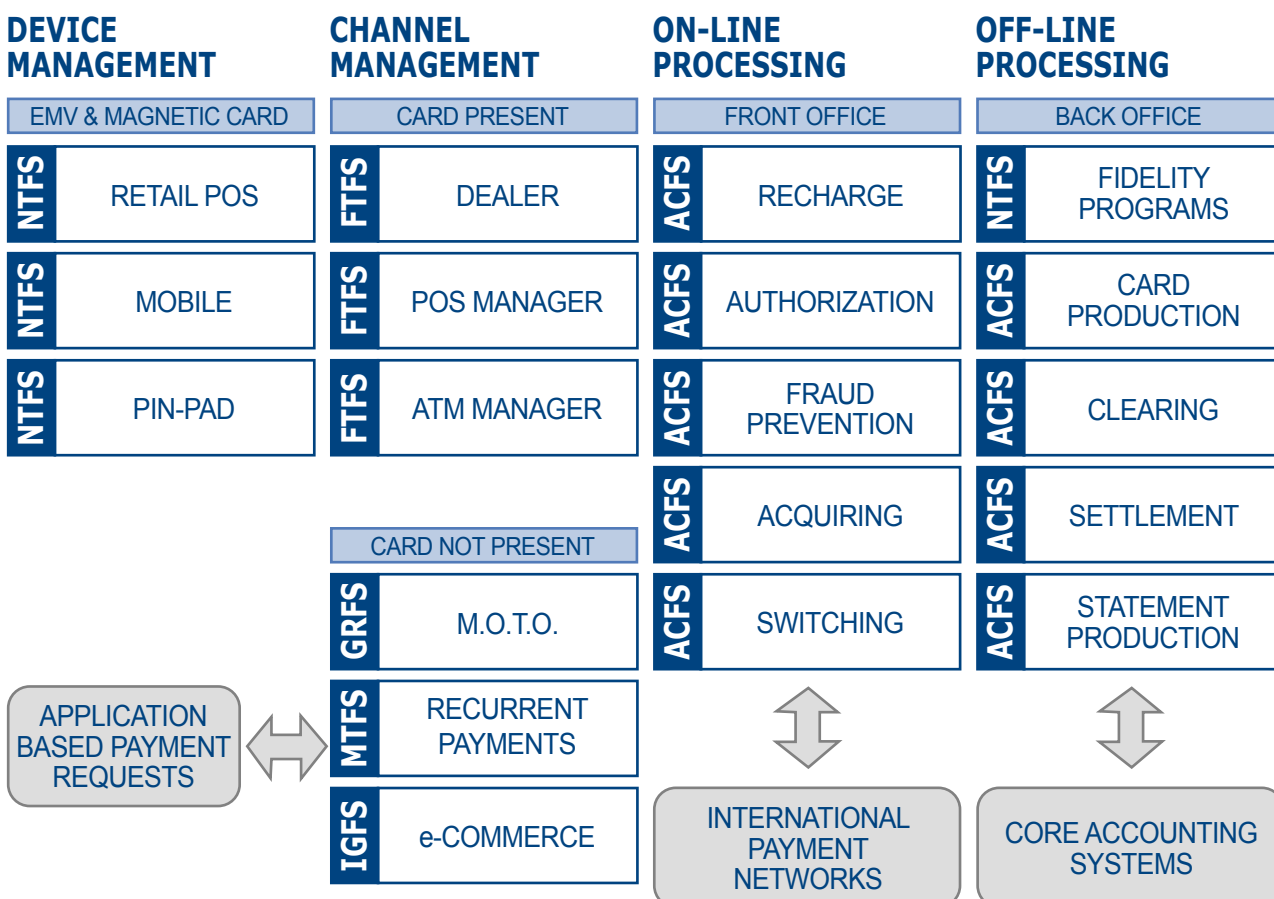 DEVICE
MANAGEMENT
EMV & MAGNETIC CARD
NTFS
RETAIL POS
NTFS
MOBILE
NTFS
PIN-PAD
APPLICATION
BASED PAYMENT
REQUESTS
CHANNEL
MANAGEMENT
CARD PRESENT
FTFS
DEALER
FTFS
POS MANAGER
FTFS
ATM MANAGER
CARD NOT PRESENT
GRFS
M.O.T.O.
MTFS
RECURRENT
PAYMENTS
IGFS
e-COMMERCE
ON-LINE
PROCESSING
FRONT OFFICE
ACFS
RECHARGE
ACFS
AUTHORIZATION
ACFS
FRAUD
PREVENTION
ACFS
ACQUIRING
ACFS
SWITCHING
INTERNATIONAL
PAYMENT
NETWORKS
OFF-LINE
PROCESSING
BACK OFFICE
NTFS
FIDELITY
PROGRAMS
ACFS
CARD
PRODUCTION
ACFS
CLEARING
ACFS
SETTLEMENT
ACFS
STATEMENT
PRODUCTION
CORE ACCOUNTING
SYSTEMS